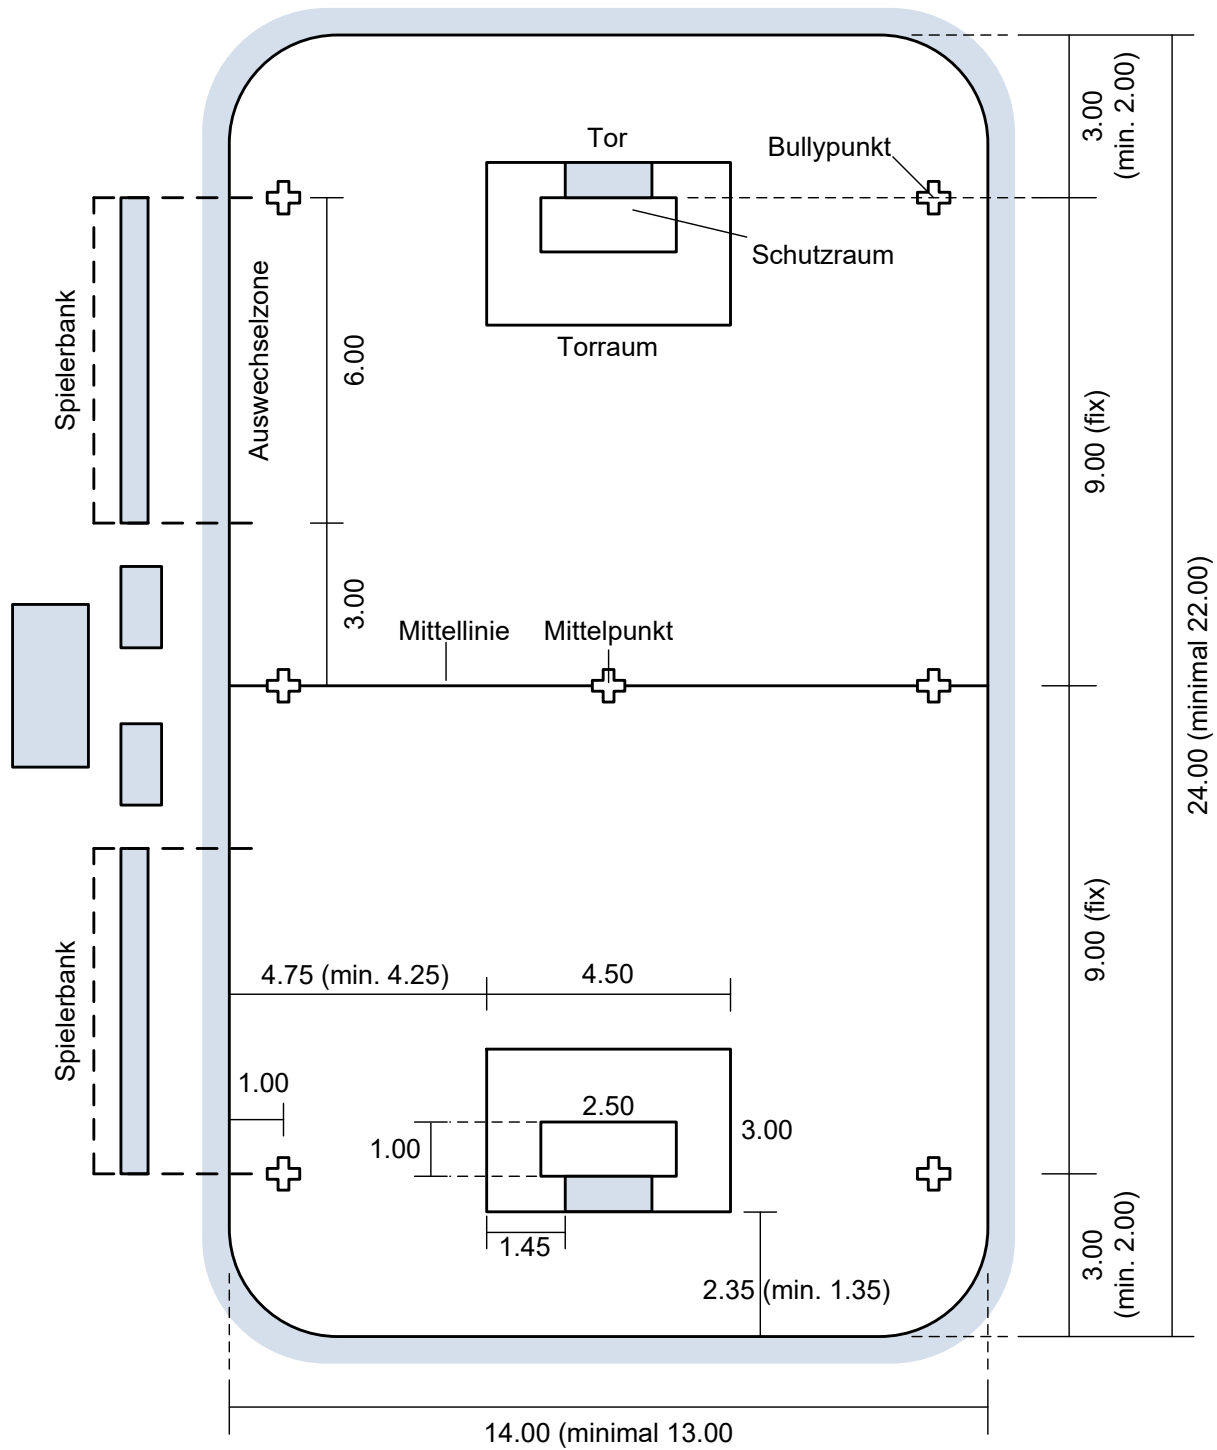 Tor
Bullypunkt
3.00
(min. 2.00)
Schutzraum
Torraum
Spielerbank
Auswechselzone
6.00
9.00 (fix)
3.00
Mittellinie
Mittelpunkt
24.00 (minimal 22.00)
Spielerbank
4.75 (min. 4.25)
4.50
9.00 (fix)
1.00
2.50
1.00
3.00
1.45
2.35 (min. 1.35)
3.00
(min. 2.00)
14.00 (minimal 13.00